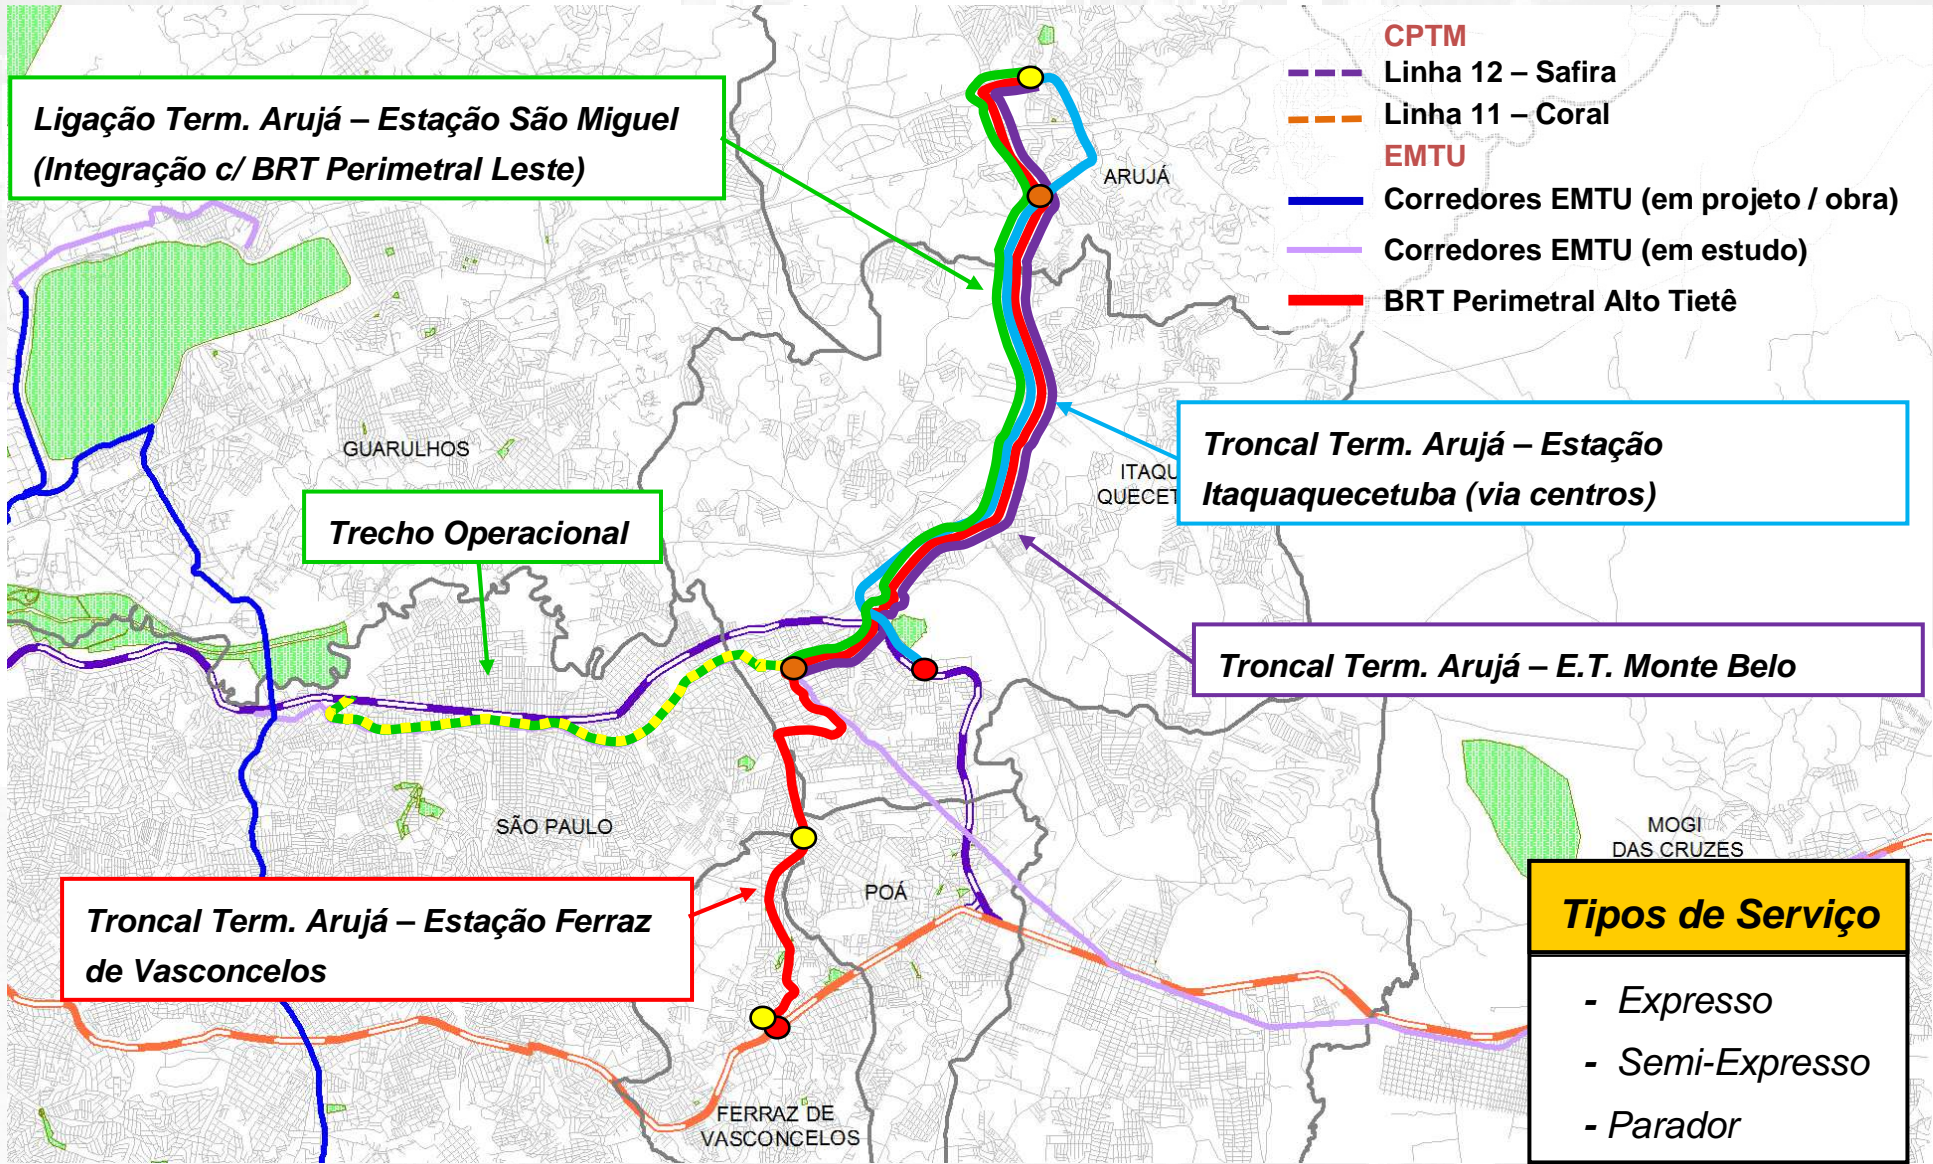 CPTM
Linha 12 – Safira
Linha 11 – Coral
EMTU
Corredores EMTU (em projeto / obra)
Corredores EMTU (em estudo)
BRT Perimetral Alto Tietê
Ligação Term. Arujá – Estação São Miguel
(Integração c/ BRT Perimetral Leste)
ARUJÁ
GUARULHOS
Troncal Term. Arujá – Estação
Itaquaquecetuba (via centros)
ITAQU
QUECET
Trecho Operacional
Troncal Term. Arujá – E.T. Monte Belo
SÃO PAULO
MOGI
DAS CRUZES
POÁ
Troncal Term. Arujá – Estação Ferraz
de Vasconcelos
Tipos de Serviço
- Expresso
- Semi-Expresso
- Parador
FERRAZ DE
VASCONCELOS